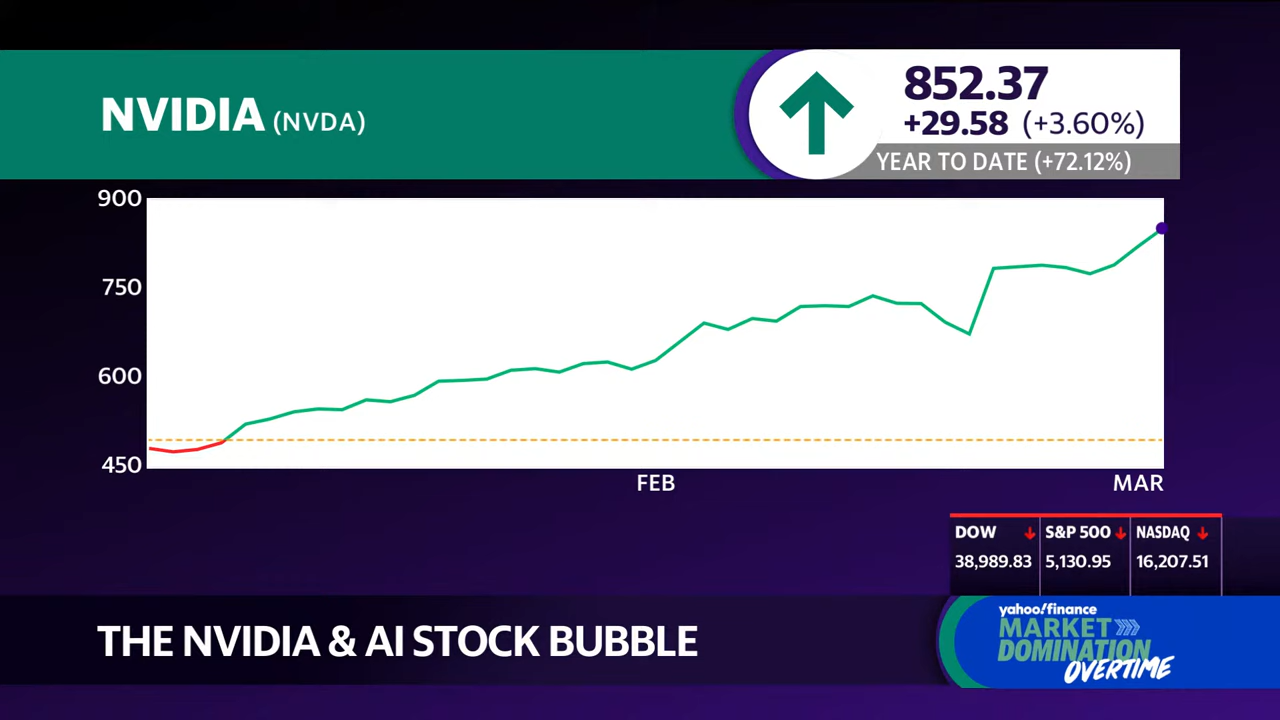 NVIDIA (NVDA)
852.37
+29.58 (+3.60%)
YEAR TO DATE (+72.12%)
900
750
600
450
FEB
MAR
DOW
S&P 500
NASDAQ
38,989.83
5,130.95
16,207.51
THE NVIDIA & AI STOCK BUBBLE
yahoo!finance
MARKET
DOMINATION
OVERTIME